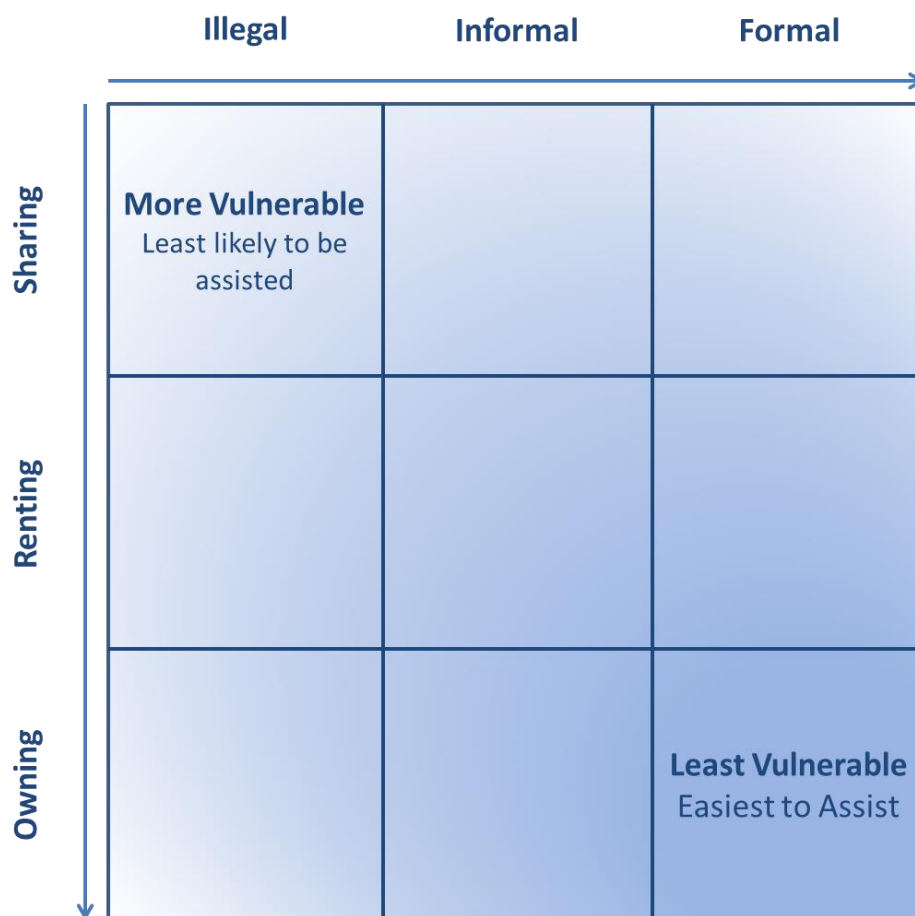 Illegal
Informal
Formal
Sharing
More Vulnerable
Least likely to be
assisted
Renting
Owning
Least Vulnerable
Easiest to Assist